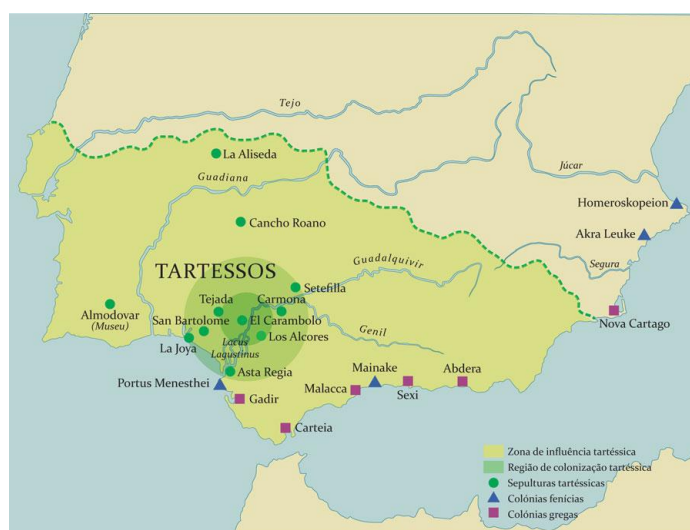 Tejo
La Aliseda
Júcar
Guadiana
Homeroskopeion
Cancho Roano
Akra Leuke
Guadalquivir
Segura
TARTESSOS
Setefilla
Tejada
Carmona
Almodovar
(Museu)
San Bartolome
El Carambolo
Nova Cartago
Genil
Los Alcores
La Joya
Lacus
Lagustinus
Asta Regia
Mainake
Abdera
Portus Menesthei
Malacca
Sexi
Gadir
Carteia
Zona de influência tartéssica
Região de colonização tartéssica
Sepulturas tartéssicas
Colónias fenícias
Colónias gregas